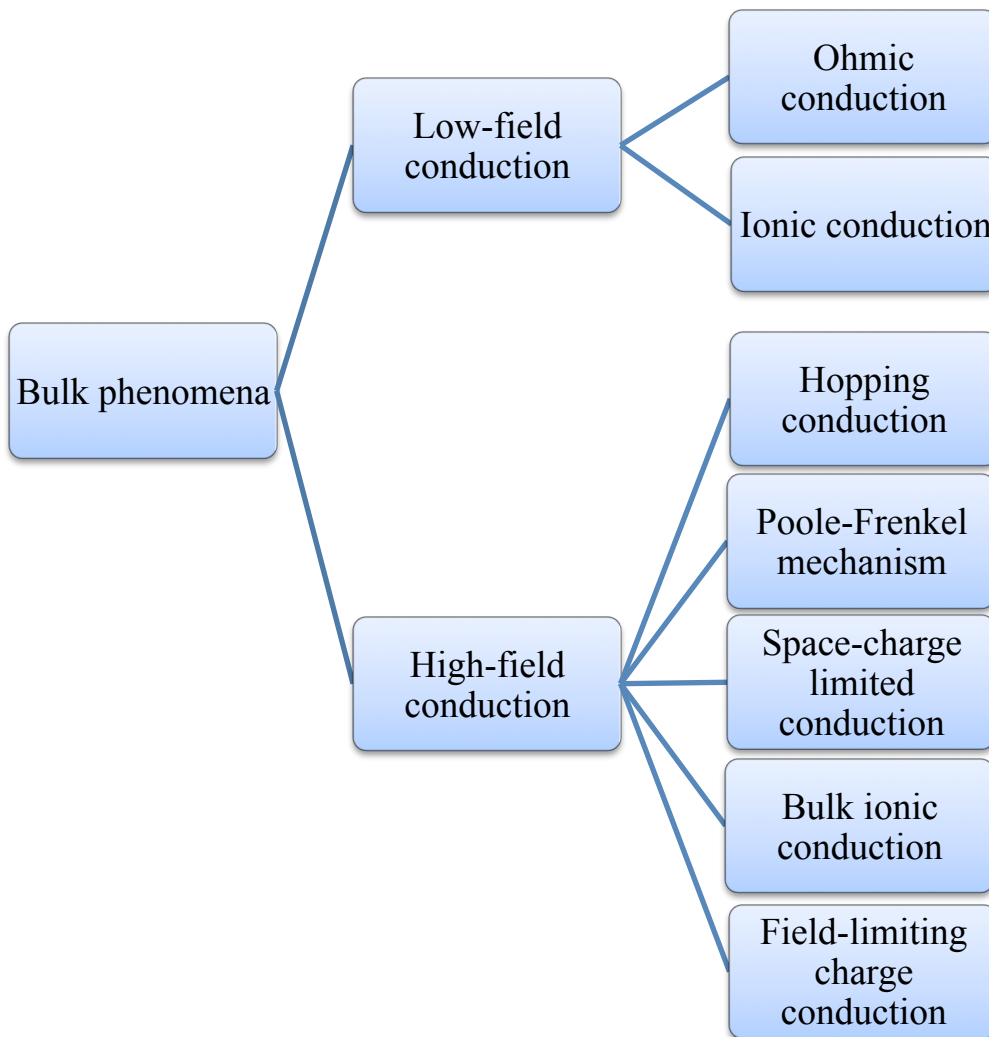 Ohmic
conduction
Low-field
conduction
Ionic conduction
Bulk phenomena
Hopping
conduction
Poole-Frenkel
mechanism
High-field
conduction
Space-charge
limited
conduction
Bulk ionic
conduction
Field-limiting
charge
conduction